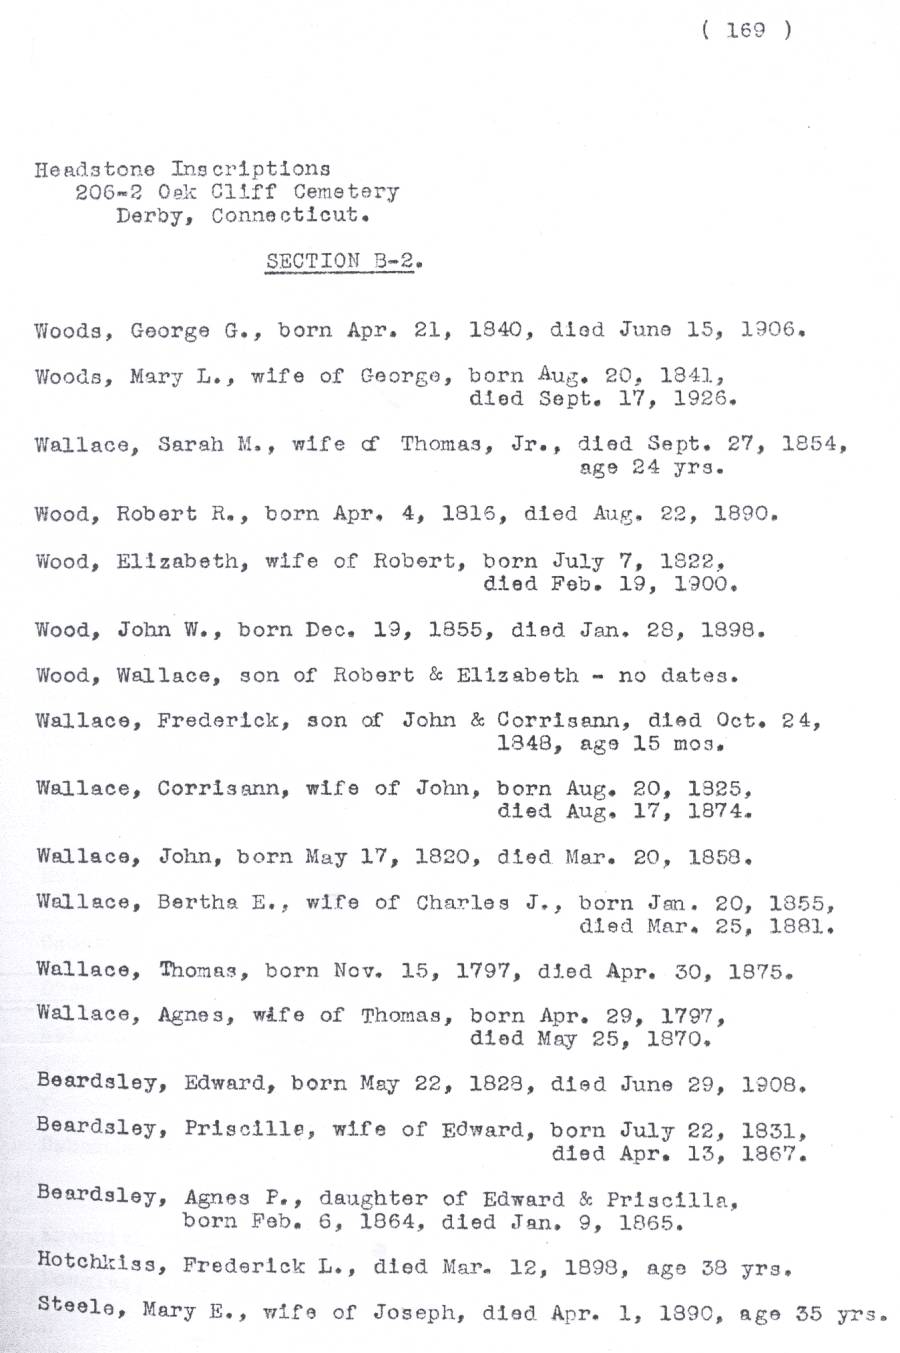 ( 169 )
Headstone Inscriptions
206-2 Oak Cliff Cemetery
Derby, Connecticut.
SECTION B-2.
Woods, George G., born Apr. 21, 1840, died June 15, 1906.
Woods, Mary L., wife of George, born Aug. 20, 1841,
died Sept. 17, 1926.
Wallace, Sarah M., wife of Thomas, Jr., died Sept. 27, 1854,
age 24 yrs.
Wood, Robert R., born Apr. 4, 1816, died Aug. 22, 1890.
Wood, Elizabeth, wife of Robert, born July 7, 1822,
died Feb. 19, 1900.
Wood, John W., born Dec. 19, 1855, died Jan. 28, 1898.
Wood, Wallace, son of Robert & Elizabeth - no dates.
Wallace, Frederick, son of John & Corrisann, died Oct. 24,
1848, age 15 mos.
Wallace, Corrisann, wife of John, born Aug. 20, 1825,
died Aug. 17, 1874.
Wallace, John, born May 17, 1820, died Mar. 20, 1858.
Wallace, Bertha E., wife of Charles J., born Jan. 20, 1855,
died Mar. 25, 1881.
Wallace, Thomas, born Nov. 15, 1797, died Apr. 30, 1875.
Wallace, Agnes, wife of Thomas, born Apr. 29, 1797,
died May 25, 1870.
Beardsley, Edward, born May 22, 1828, died June 29, 1908.
Beardsley, Priscilla, wife of Edward, born July 22, 1831,
died Apr. 13, 1867.
Beardsley, Agnes P., daughter of Edward & Priscilla,
born Feb. 6, 1864, died Jan. 9, 1865.
Hotchkiss, Frederick L., died Mar. 12, 1898, age 38 yrs.
Steele, Mary E., wife of Joseph, died Apr. 1, 1890, age 35 yrs.